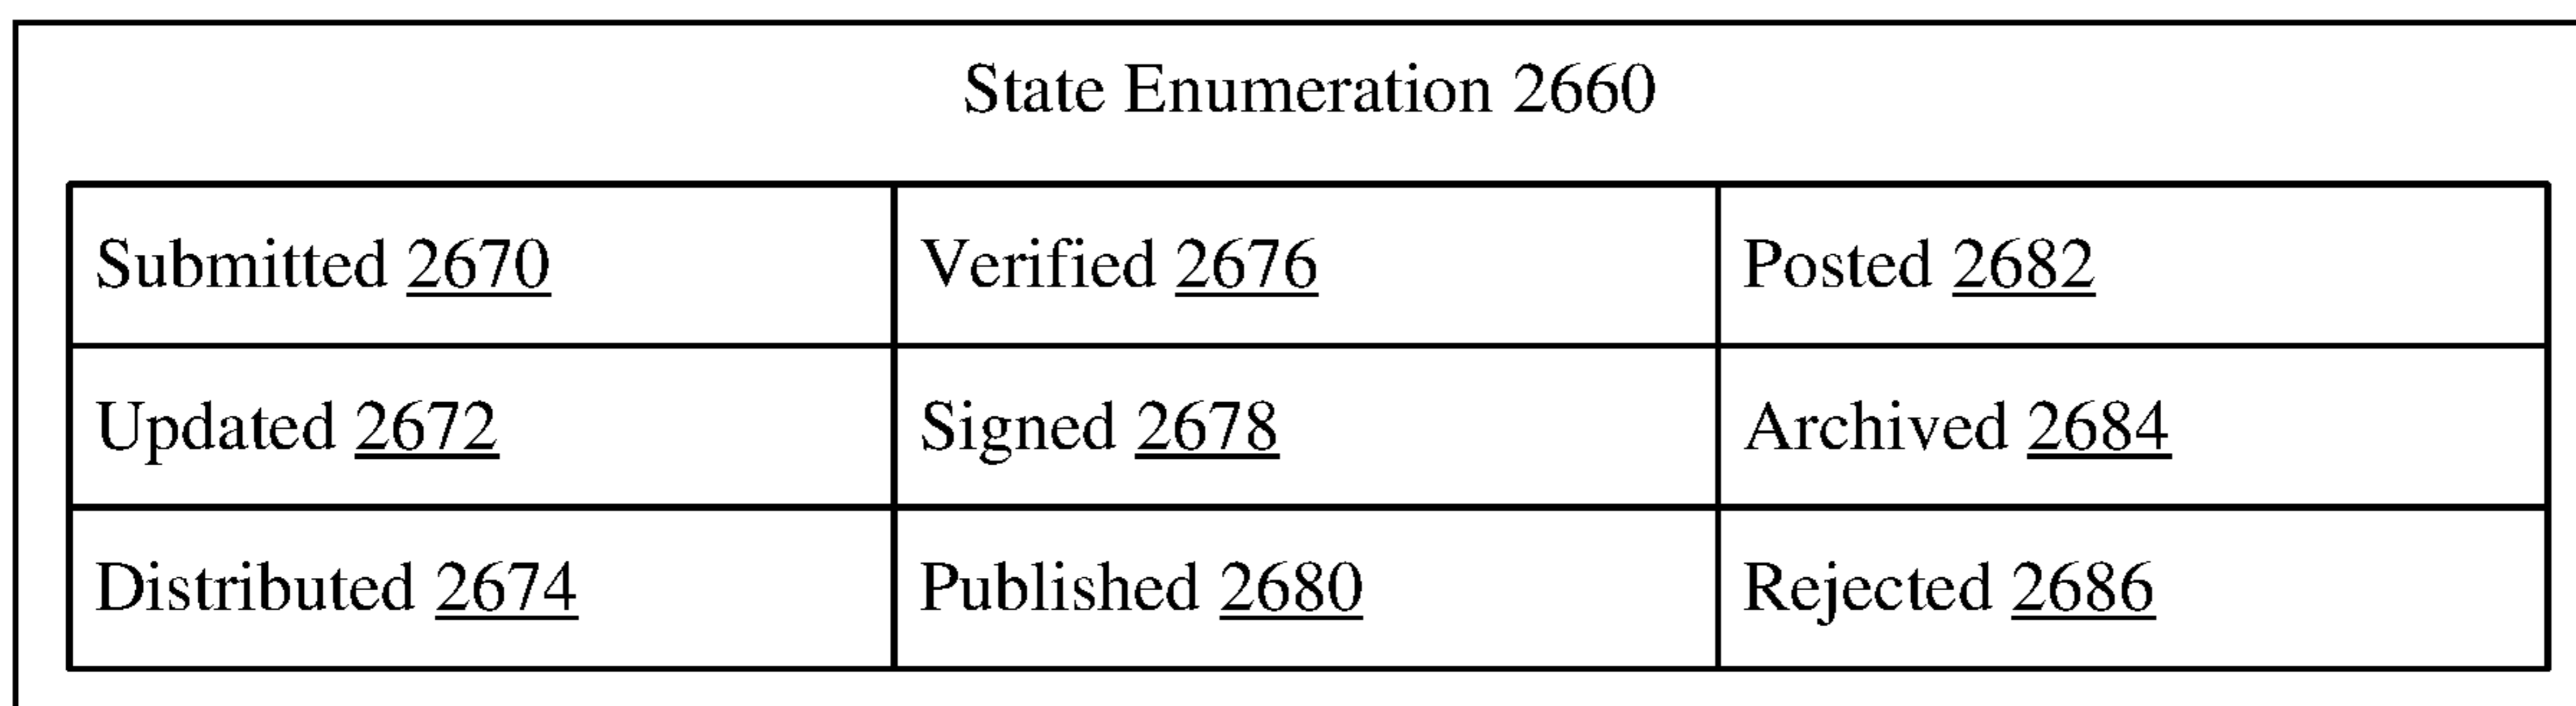 State Enumeration 2660
Submitted 2670 Verified 2676 Posted 2682
Updated 2672 Signed 2678 Archived 2684
Distributed 2674 Published 2680 Rejected 2686